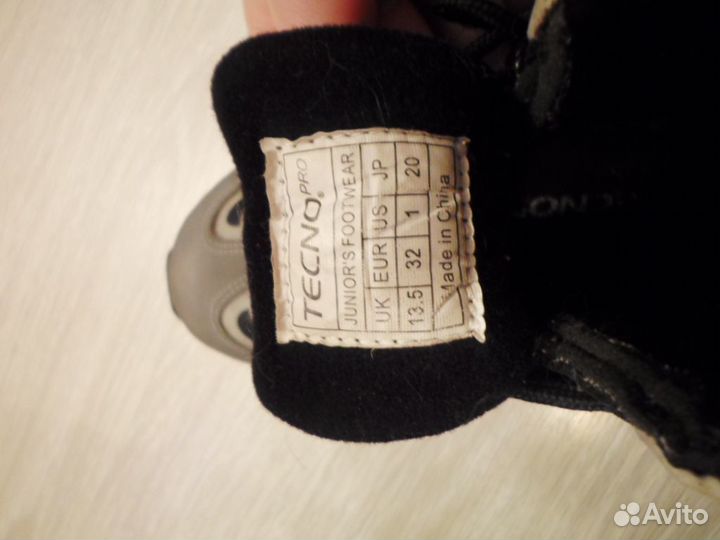 TECNO PRO
JUNIOR'S FOOTWEAR
UK EUR US JP
13.5 32 1 20
Made in China
Avito